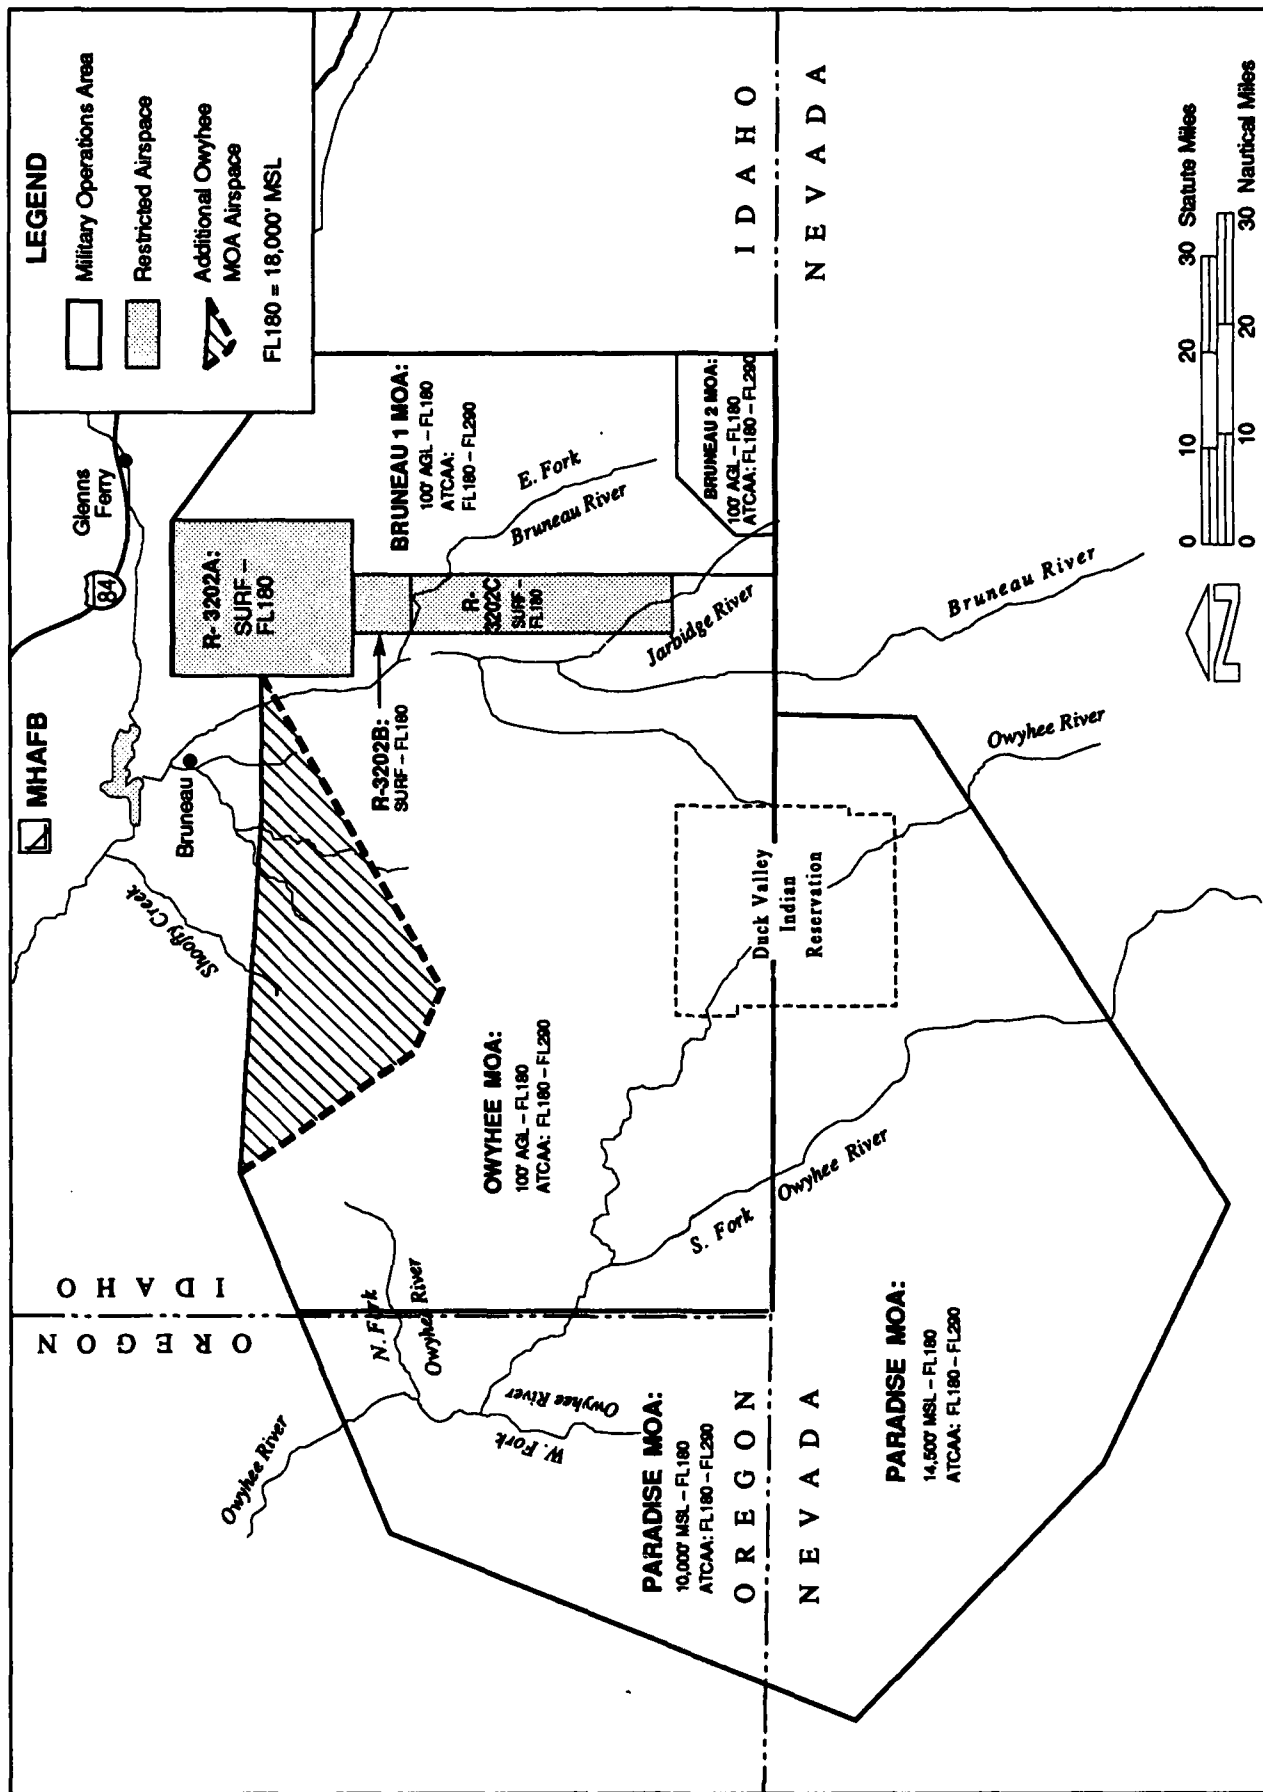 LEGEND
Military Operations Area
Restricted Airspace
Additional Owyhee
MOA Airspace
FL180 = 18,000' MSL
MHAFB
84
Glenns
Ferry
Bruneau
Shoofly Creek
R-3202A:
SURF –
FL180
R-3202B:
SURF – FL180
R-
3202C
SURF –
FL180
BRUNEAU 1 MOA:
100' AGL – FL180
ATCAA:
FL180 – FL290
E. Fork
Bruneau River
BRUNEAU 2 MOA:
100' AGL – FL180
ATCAA: FL180 – FL290
Jarbidge River
Bruneau River
OREGON
IDAHO
Owyhee River
N. Fork
Owyhee River
W. Fork
Owyhee River
OWYHEE MOA:
100' AGL – FL180
ATCAA: FL180 – FL290
PARADISE MOA:
10,000' MSL – FL180
ATCAA: FL180 – FL290
OREGON
NEVADA
S. Fork
Owyhee River
Duck Valley
Indian
Reservation
Owyhee River
IDAHO
NEVADA
PARADISE MOA:
14,500' MSL – FL180
ATCAA: FL180 – FL290
N
0 10 20 30 Statute Miles
0 10 20 30 Nautical Miles